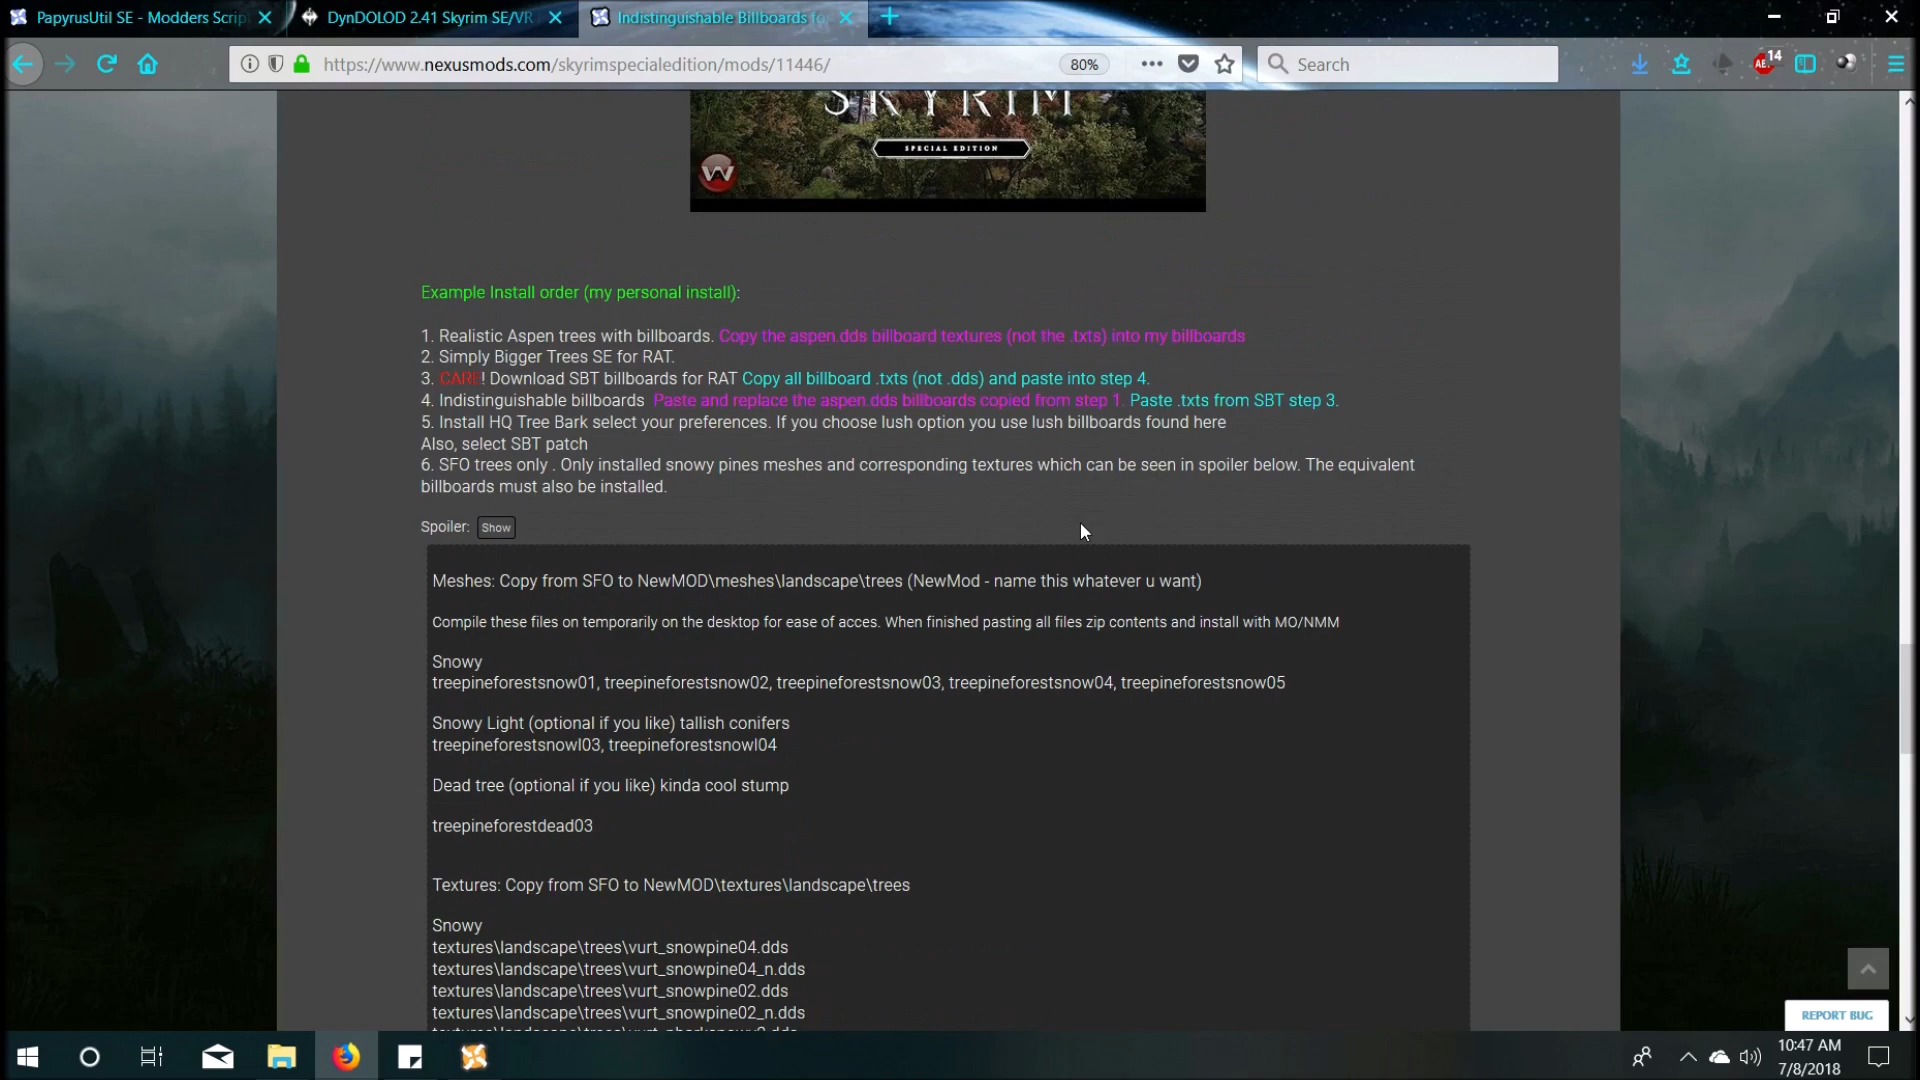 PapyrusUtil SE - Modders Scrip
DynDOLOD 2.41 Skyrim SE/VR
Indistinguishable Billboards fo
https://www.nexusmods.com/skyrimspecialedition/mods/11446/
80%
Search
14
SKYRIM
SPECIAL EDITION
Example Install order (my personal install):
1. Realistic Aspen trees with billboards. Copy the aspen.dds billboard textures (not the .txts) into my billboards
2. Simply Bigger Trees SE for RAT.
3. CARE! Download SBT billboards for RAT Copy all billboard .txts (not .dds) and paste into step 4.
4. Indistinguishable billboards Paste and replace the aspen.dds billboards copied from step 1. Paste .txts from SBT step 3.
5. Install HQ Tree Bark select your preferences. If you choose lush option you use lush billboards found here
Also, select SBT patch
6. SFO trees only . Only installed snowy pines meshes and corresponding textures which can be seen in spoiler below. The equivalent
billboards must also be installed.
Spoiler: Show
Meshes: Copy from SFO to NewMOD\meshes\landscape\trees (NewMod - name this whatever u want)
Compile these files on temporarily on the desktop for ease of acces. When finished pasting all files zip contents and install with MO/NMM
Snowy
treepineforestsnow01, treepineforestsnow02, treepineforestsnow03, treepineforestsnow04, treepineforestsnow05
Snowy Light (optional if you like) tallish conifers
treepineforestsnowl03, treepineforestsnowl04
Dead tree (optional if you like) kinda cool stump
treepineforestdead03
Textures: Copy from SFO to NewMOD\textures\landscape\trees
Snowy
textures\landscape\trees\vurt_snowpine04.dds
textures\landscape\trees\vurt_snowpine04_n.dds
textures\landscape\trees\vurt_snowpine02.dds
textures\landscape\trees\vurt_snowpine02_n.dds
REPORT BUG
10:47 AM
7/8/2018